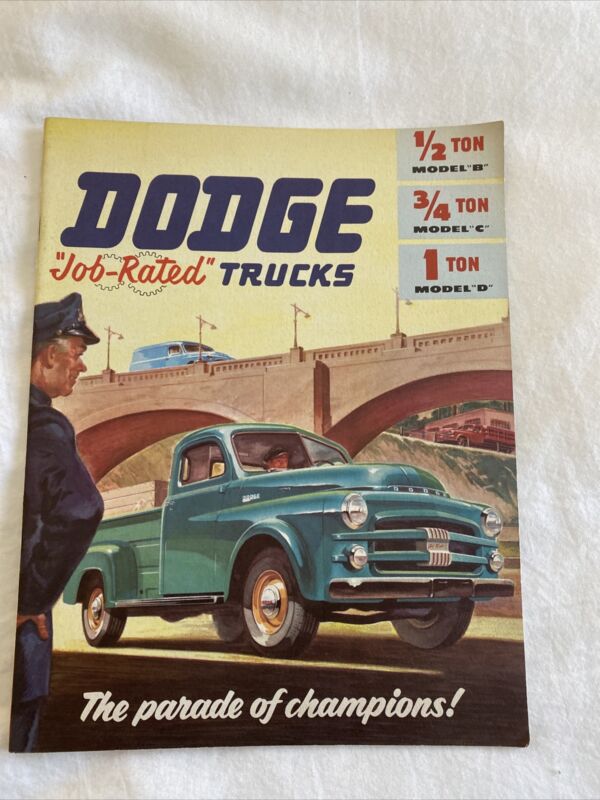 DODGE
"Job-Rated" TRUCKS
1/2 TON
MODEL "B"
3/4 TON
MODEL "C"
1 TON
MODEL "D"
DODGE
DODGE
The parade of champions!